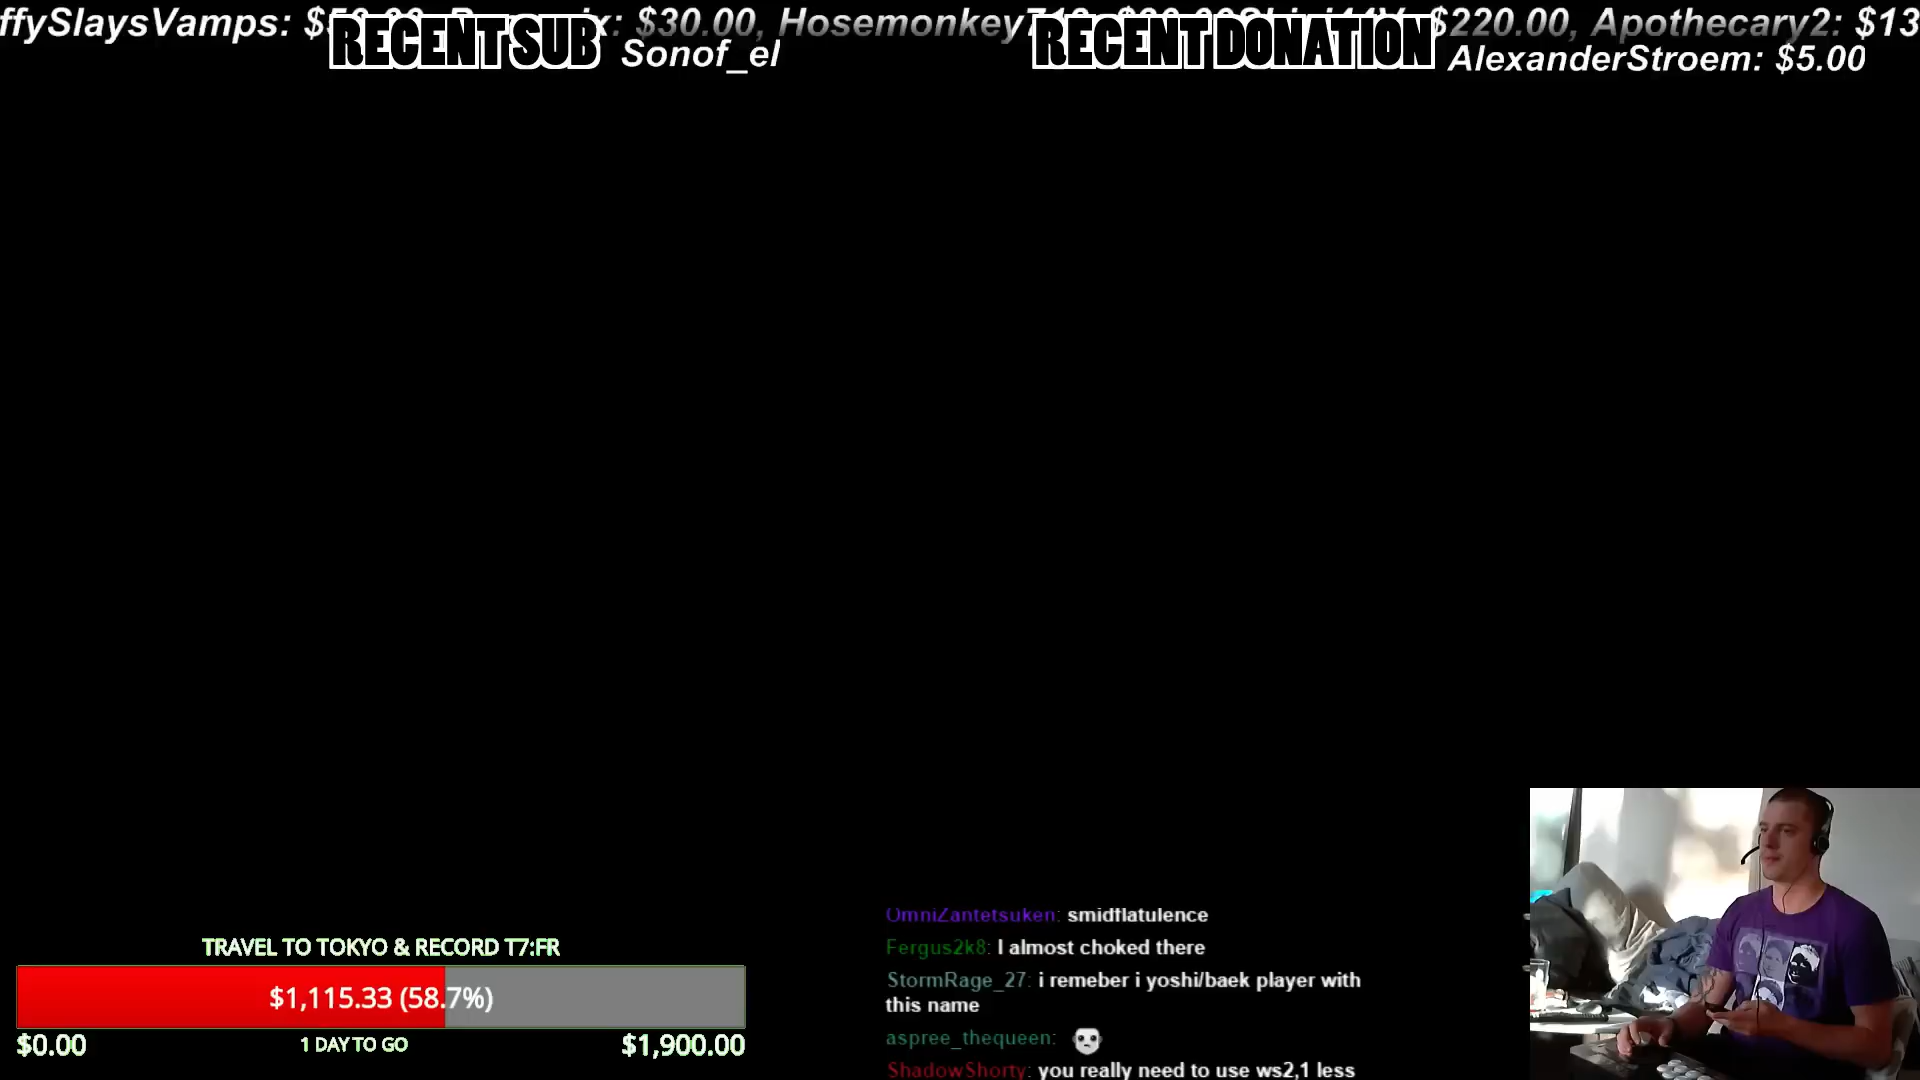 ffySlaysVamps: $50.00, x: $30.00, Hosemonkey710: $220.00, Apothecary2: $13
RECENT SUB Sonof_el
RECENT DONATION AlexanderStroem: $5.00
OmniZantetsuken: smidflatulence
Fergus2k8: I almost choked there
StormRage_27: i remeber i yoshi/baek player with
this name
aspree_thequeen:
ShadowShorty: you really need to use ws2,1 less
TRAVEL TO TOKYO & RECORD T7:FR
$1,115.33 (58.7%)
$0.00 1 DAY TO GO $1,900.00